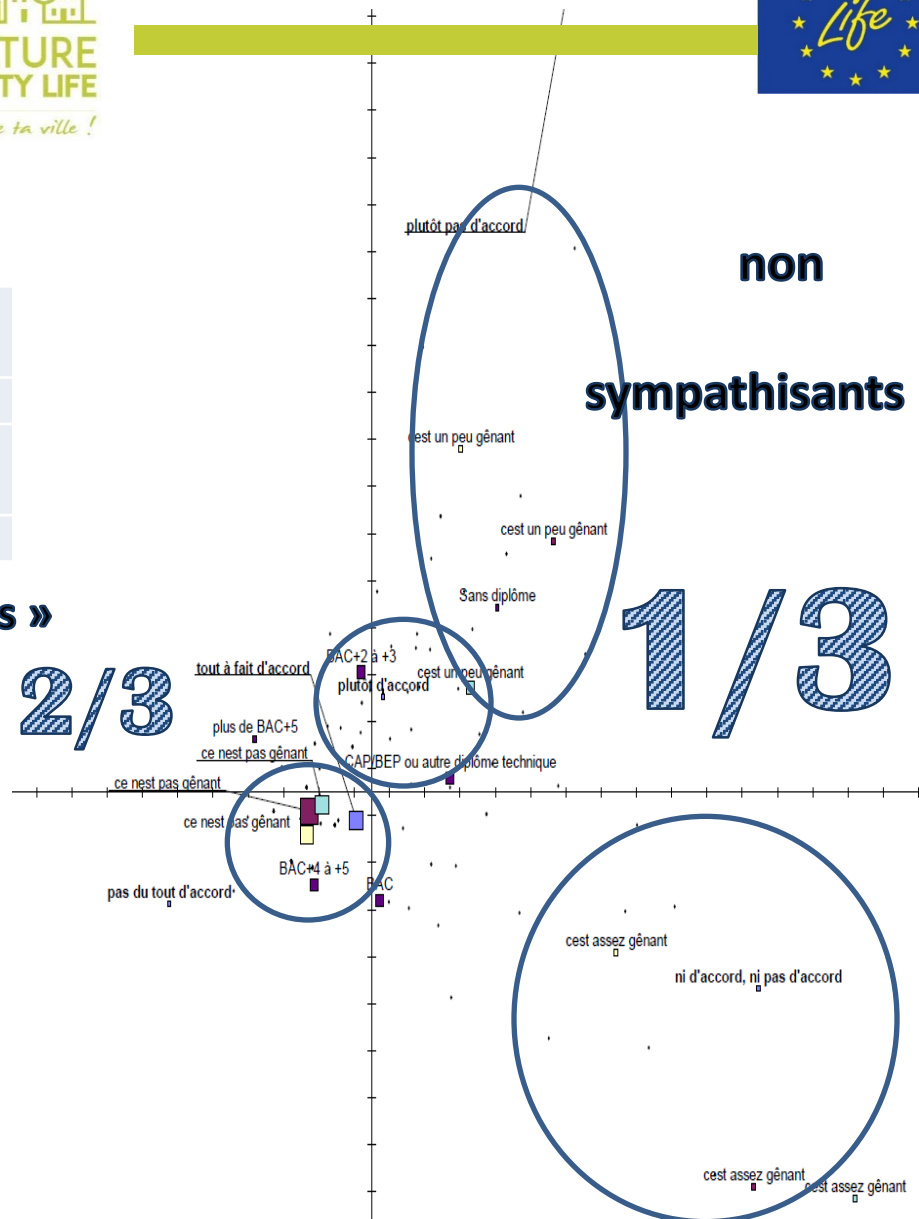 TURE
TY LIFE
e ta ville !
Life
plutôt pas d'accord
non
sympathisants
cest un peu gênant
cest un peu gênant
Sans diplôme
s »
2/3
1/3
tout à fait d'accord
BAC+2 à +3
cest un peu gênant
plutôt d'accord
plus de BAC+5
ce nest pas gênant
CAP/BEP ou autre diplôme technique
ce nest pas gênant
ce nest pas gênant
BAC+4 à +5
pas du tout d'accord
BAC
cest assez gênant
ni d'accord, ni pas d'accord
cest assez gênant
cest assez gênant